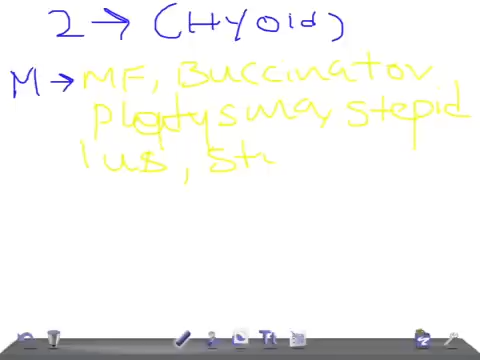 2 → (Hyoid)
M → MF, Buccinator
Platysma, stepid
ius, St